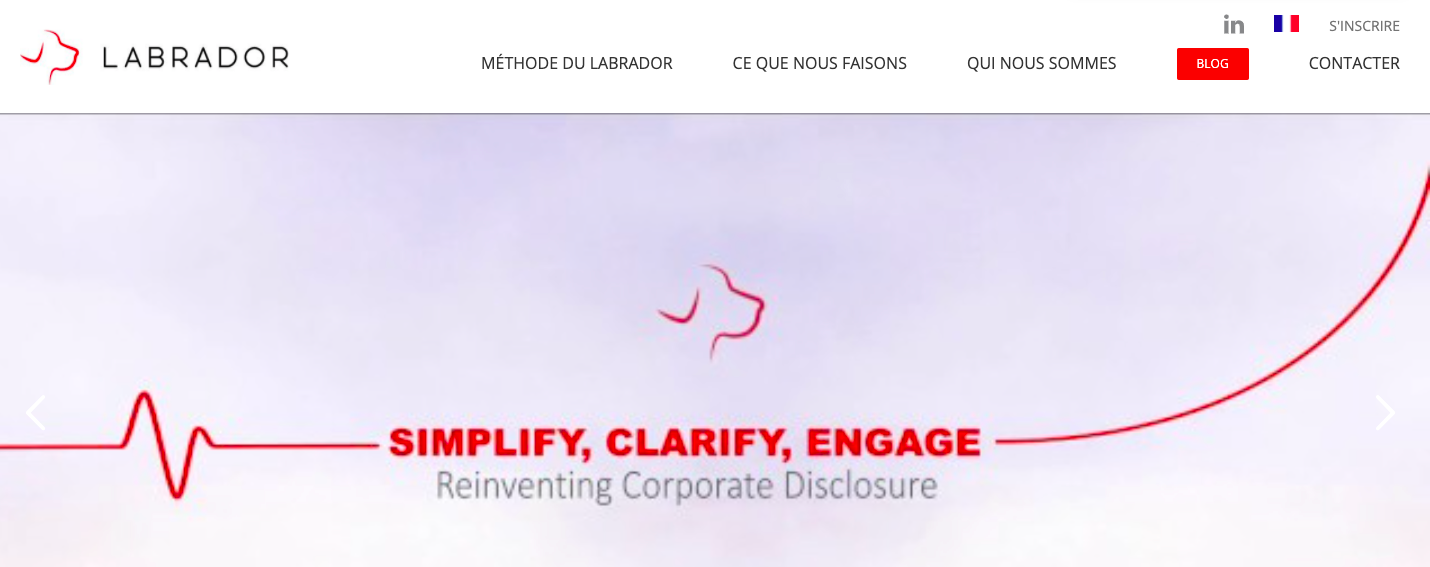 in
S'INSCRIRE
LABRADOR
MÉTHODE DU LABRADOR
CE QUE NOUS FAISONS
QUI NOUS SOMMES
BLOG
CONTACTER
SIMPLIFY, CLARIFY, ENGAGE
Reinventing Corporate Disclosure